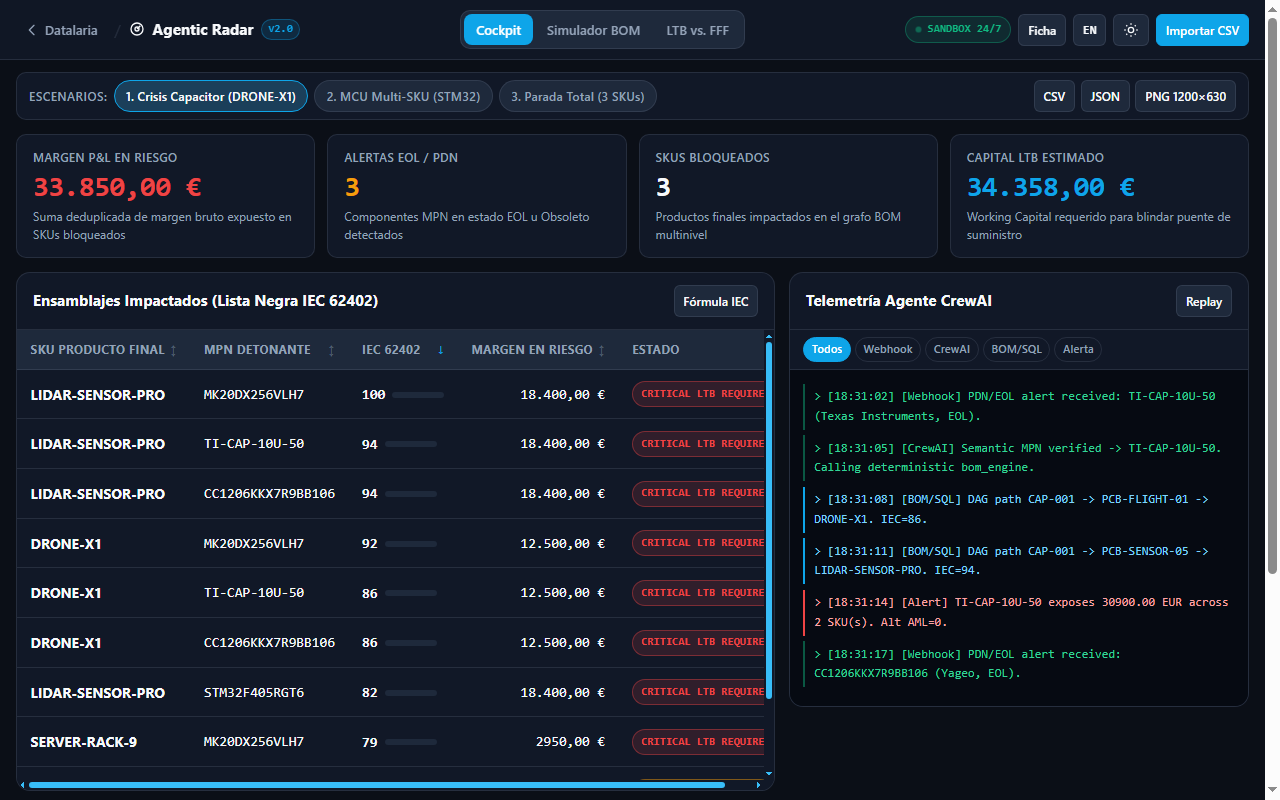 Datalaria / Agentic Radar v2.0
Cockpit Simulador BOM LTB vs. FFF
SANDBOX 24/7 Ficha EN Importar CSV
ESCENARIOS: 1. Crisis Capacitor (DRONE-X1) 2. MCU Multi-SKU (STM32) 3. Parada Total (3 SKUs) CSV JSON PNG 1200×630
MARGEN P&L EN RIESGO
33.850,00 €
Suma deduplicada de margen bruto expuesto en
SKUs bloqueados
ALERTAS EOL / PDN
3
Componentes MPN en estado EOL u Obsoleto
detectados
SKUS BLOQUEADOS
3
Productos finales impactados en el grafo BOM
multinivel
CAPITAL LTB ESTIMADO
34.358,00 €
Working Capital requerido para blindar puente de
suministro
Ensamblajes Impactados (Lista Negra IEC 62402) Fórmula IEC
SKU PRODUCTO FINAL ↕ MPN DETONANTE ↕ IEC 62402 ↓ MARGEN EN RIESGO ↕ ESTADO
LIDAR-SENSOR-PRO MK20DX256VLH7 100 18.400,00 € CRITICAL LTB REQUIRE
LIDAR-SENSOR-PRO TI-CAP-10U-50 94 18.400,00 € CRITICAL LTB REQUIRE
LIDAR-SENSOR-PRO CC1206KKX7R9BB106 94 18.400,00 € CRITICAL LTB REQUIRE
DRONE-X1 MK20DX256VLH7 92 12.500,00 € CRITICAL LTB REQUIRE
DRONE-X1 TI-CAP-10U-50 86 12.500,00 € CRITICAL LTB REQUIRE
DRONE-X1 CC1206KKX7R9BB106 86 12.500,00 € CRITICAL LTB REQUIRE
LIDAR-SENSOR-PRO STM32F405RGT6 82 18.400,00 € CRITICAL LTB REQUIRE
SERVER-RACK-9 MK20DX256VLH7 79 2950,00 € CRITICAL LTB REQUIRE
Telemetría Agente CrewAI Replay
Todos Webhook CrewAI BOM/SQL Alerta
> [18:31:02] [Webhook] PDN/EOL alert received: TI-CAP-10U-50
(Texas Instruments, EOL).
> [18:31:05] [CrewAI] Semantic MPN verified -> TI-CAP-10U-50.
Calling deterministic bom_engine.
> [18:31:08] [BOM/SQL] DAG path CAP-001 -> PCB-FLIGHT-01 ->
DRONE-X1. IEC=86.
> [18:31:11] [BOM/SQL] DAG path CAP-001 -> PCB-SENSOR-05 ->
LIDAR-SENSOR-PRO. IEC=94.
> [18:31:14] [Alert] TI-CAP-10U-50 exposes 30900.00 EUR across
2 SKU(s). Alt AML=0.
> [18:31:17] [Webhook] PDN/EOL alert received:
CC1206KKX7R9BB106 (Yageo, EOL).